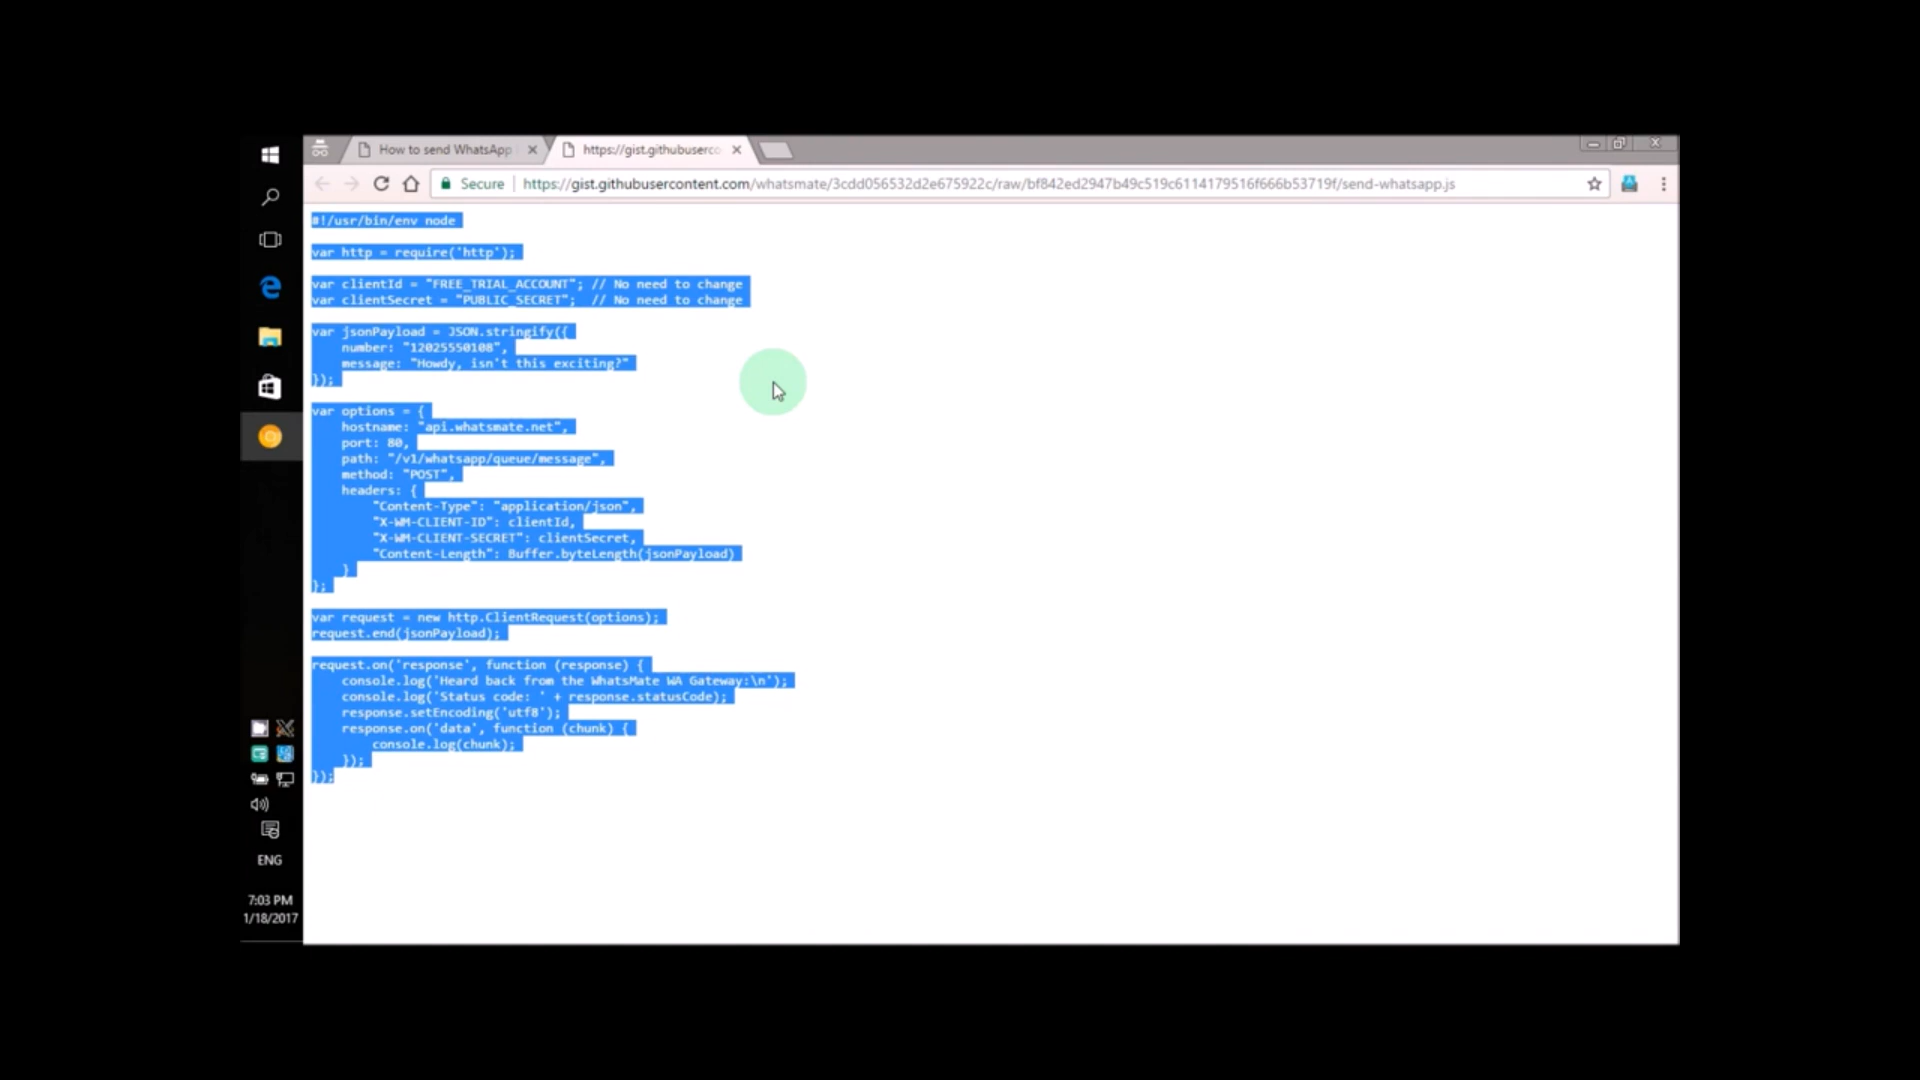 How to send WhatsApp
https://gist.githubuserco
Secure
https://gist.githubusercontent.com/whatsmate/3cdd056532d2e675922c/raw/bf842ed2947b49c519c6114179516f666b53719f/send-whatsapp.js
#!/usr/bin/env node
var http = require('http');
var clientId = "FREE_TRIAL_ACCOUNT"; // No need to change
var clientSecret = "PUBLIC_SECRET";  // No need to change
var jsonPayload = JSON.stringify({
    number: "12025550108",
    message: "Howdy, isn't this exciting?"
});
var options = {
    hostname: "api.whatsmate.net",
    port: 80,
    path: "/v1/whatsapp/queue/message",
    method: "POST",
    headers: {
        "Content-Type": "application/json",
        "X-WM-CLIENT-ID": clientId,
        "X-WM-CLIENT-SECRET": clientSecret,
        "Content-Length": Buffer.byteLength(jsonPayload)
    }
};
var request = new http.ClientRequest(options);
request.end(jsonPayload);
request.on('response', function (response) {
    console.log('Heard back from the WhatsMate WA Gateway:\n');
    console.log('Status code: ' + response.statusCode);
    response.setEncoding('utf8');
    response.on('data', function (chunk) {
        console.log(chunk);
    });
});
ENG
7:03 PM
1/18/2017